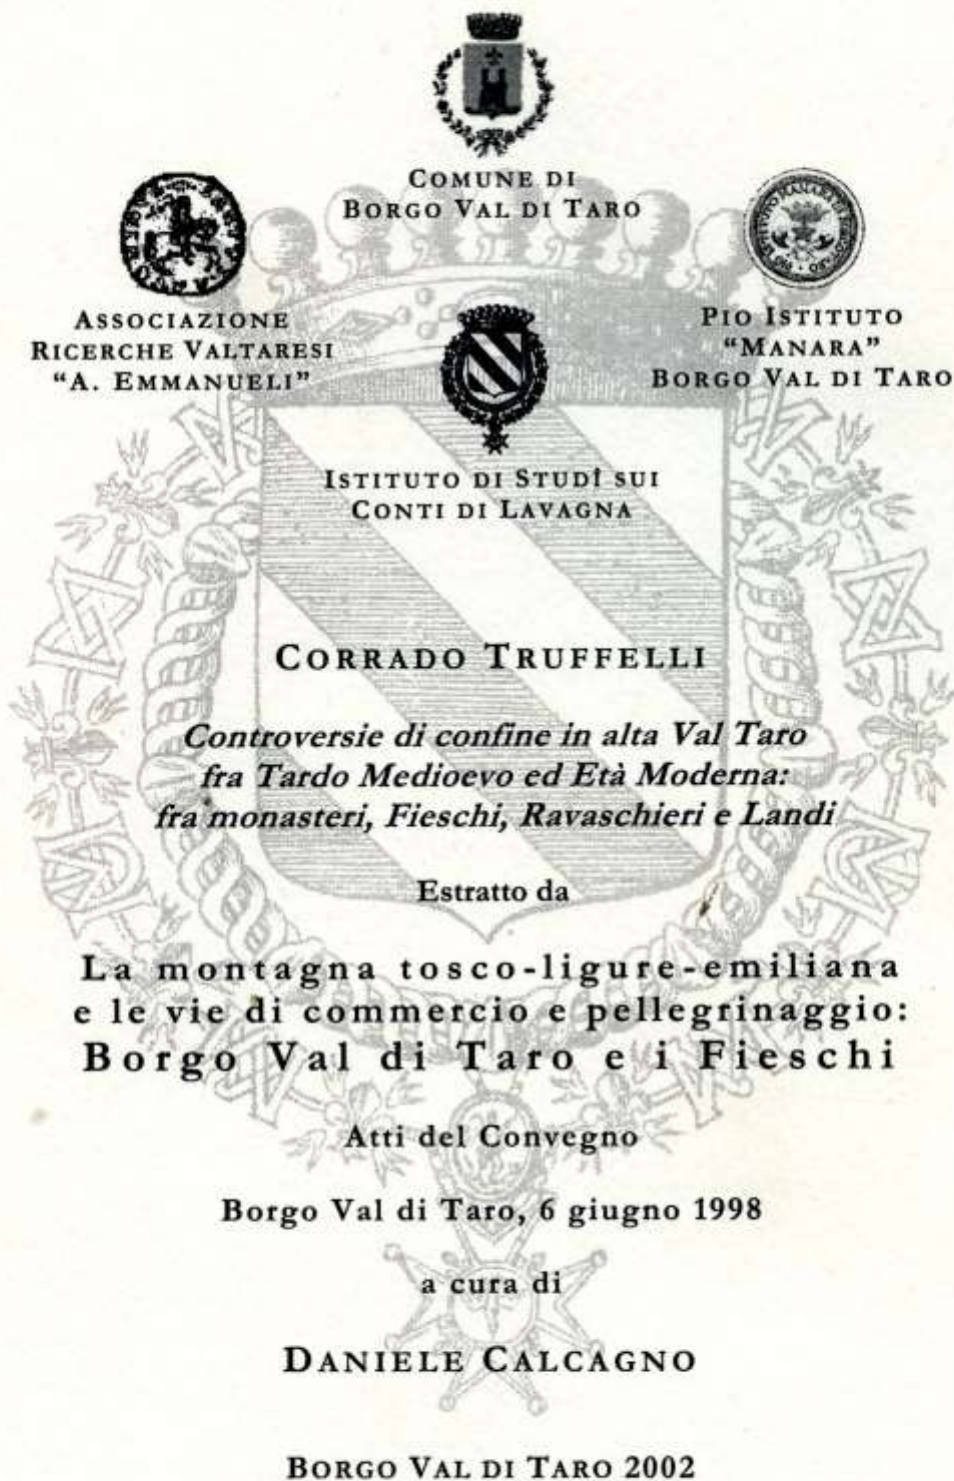 COMUNE DI
BORGO VAL DI TARO
ASSOCIAZIONE
RICERCHE VALTARESI
“A. EMMANUELI”
PIO ISTITUTO
“MANARA”
BORGO VAL DI TARO
ISTITUTO DI STUDÎ SUI
CONTI DI LAVAGNA
CORRADO TRUFFELLI
Controversie di confine in alta Val Taro
fra Tardo Medioevo ed Età Moderna:
fra monasteri, Fieschi, Ravaschieri e Landi
Estratto da
La montagna tosco-ligure-emiliana
e le vie di commercio e pellegrinaggio:
Borgo Val di Taro e i Fieschi
Atti del Convegno
Borgo Val di Taro, 6 giugno 1998
a cura di
DANIELE CALCAGNO
BORGO VAL DI TARO 2002